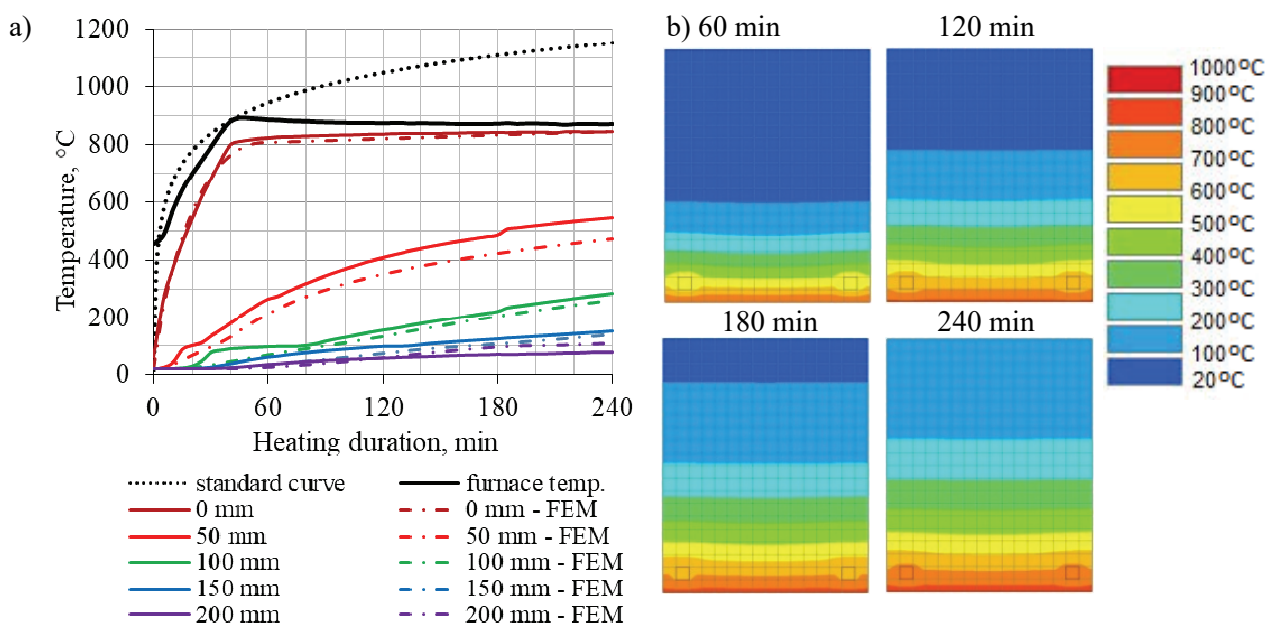 a)
1200
1000
800
600
400
200
0
Temperature, °C
0 60 120 180 240
Heating duration, min
standard curve furnace temp.
0 mm 0 mm - FEM
50 mm 50 mm - FEM
100 mm 100 mm - FEM
150 mm 150 mm - FEM
200 mm 200 mm - FEM
b) 60 min 120 min
180 min 240 min
1000°C
900°C
800°C
700°C
600°C
500°C
400°C
300°C
200°C
100°C
20°C